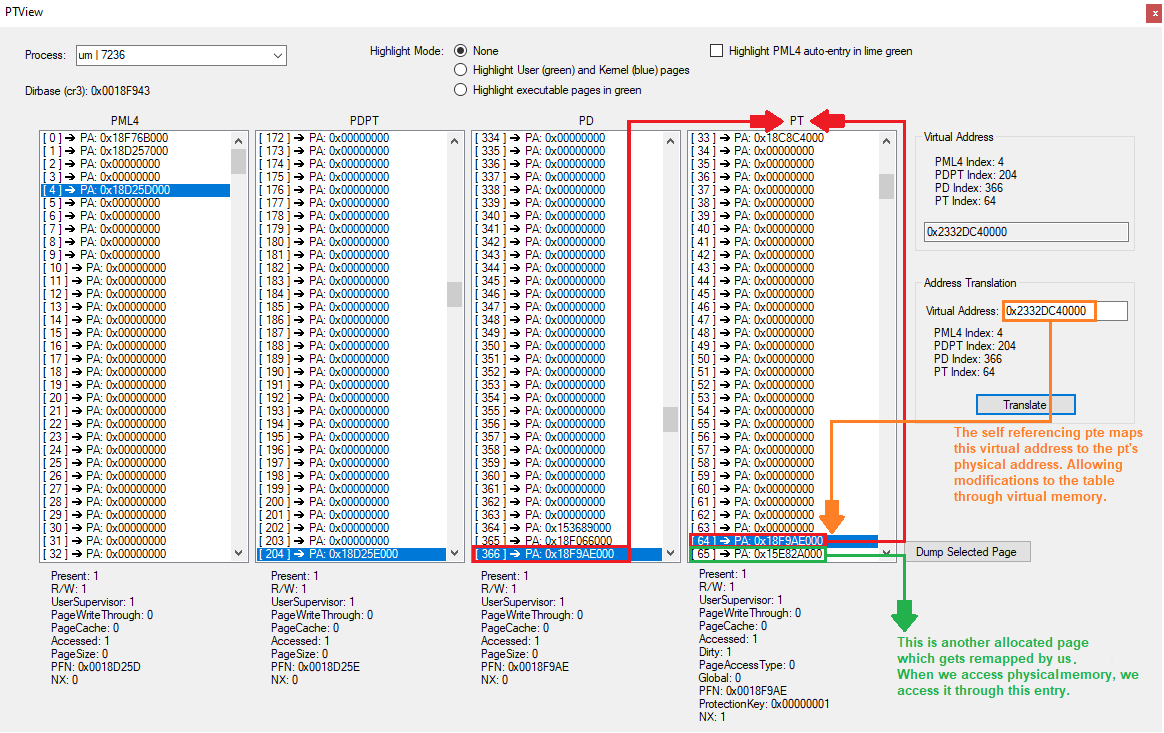 PTView
x
Process: um | 7236
Highlight Mode:
None
Highlight User (green) and Kernel (blue) pages
Highlight executable pages in green
Highlight PML4 auto-entry in lime green
Dirbase (cr3): 0x0018F943
PML4
[ 0 ] ➔ PA: 0x18F76B000
[ 1 ] ➔ PA: 0x18D257000
[ 2 ] ➔ PA: 0x00000000
[ 3 ] ➔ PA: 0x00000000
[ 4 ] ➔ PA: 0x18D25D000
[ 5 ] ➔ PA: 0x00000000
[ 6 ] ➔ PA: 0x00000000
[ 7 ] ➔ PA: 0x00000000
[ 8 ] ➔ PA: 0x00000000
[ 9 ] ➔ PA: 0x00000000
[ 10 ] ➔ PA: 0x00000000
[ 11 ] ➔ PA: 0x00000000
[ 12 ] ➔ PA: 0x00000000
[ 13 ] ➔ PA: 0x00000000
[ 14 ] ➔ PA: 0x00000000
[ 15 ] ➔ PA: 0x00000000
[ 16 ] ➔ PA: 0x00000000
[ 17 ] ➔ PA: 0x00000000
[ 18 ] ➔ PA: 0x00000000
[ 19 ] ➔ PA: 0x00000000
[ 20 ] ➔ PA: 0x00000000
[ 21 ] ➔ PA: 0x00000000
[ 22 ] ➔ PA: 0x00000000
[ 23 ] ➔ PA: 0x00000000
[ 24 ] ➔ PA: 0x00000000
[ 25 ] ➔ PA: 0x00000000
[ 26 ] ➔ PA: 0x00000000
[ 27 ] ➔ PA: 0x00000000
[ 28 ] ➔ PA: 0x00000000
[ 29 ] ➔ PA: 0x00000000
[ 30 ] ➔ PA: 0x00000000
[ 31 ] ➔ PA: 0x00000000
[ 32 ] ➔ PA: 0x00000000
Present: 1
R/W: 1
UserSupervisor: 1
PageWriteThrough: 0
PageCache: 0
Accessed: 1
PageSize: 0
PFN: 0x0018D25D
NX: 0
PDPT
[ 172 ] ➔ PA: 0x00000000
[ 173 ] ➔ PA: 0x00000000
[ 174 ] ➔ PA: 0x00000000
[ 175 ] ➔ PA: 0x00000000
[ 176 ] ➔ PA: 0x00000000
[ 177 ] ➔ PA: 0x00000000
[ 178 ] ➔ PA: 0x00000000
[ 179 ] ➔ PA: 0x00000000
[ 180 ] ➔ PA: 0x00000000
[ 181 ] ➔ PA: 0x00000000
[ 182 ] ➔ PA: 0x00000000
[ 183 ] ➔ PA: 0x00000000
[ 184 ] ➔ PA: 0x00000000
[ 185 ] ➔ PA: 0x00000000
[ 186 ] ➔ PA: 0x00000000
[ 187 ] ➔ PA: 0x00000000
[ 188 ] ➔ PA: 0x00000000
[ 189 ] ➔ PA: 0x00000000
[ 190 ] ➔ PA: 0x00000000
[ 191 ] ➔ PA: 0x00000000
[ 192 ] ➔ PA: 0x00000000
[ 193 ] ➔ PA: 0x00000000
[ 194 ] ➔ PA: 0x00000000
[ 195 ] ➔ PA: 0x00000000
[ 196 ] ➔ PA: 0x00000000
[ 197 ] ➔ PA: 0x00000000
[ 198 ] ➔ PA: 0x00000000
[ 199 ] ➔ PA: 0x00000000
[ 200 ] ➔ PA: 0x00000000
[ 201 ] ➔ PA: 0x00000000
[ 202 ] ➔ PA: 0x00000000
[ 203 ] ➔ PA: 0x00000000
[ 204 ] ➔ PA: 0x18D25E000
Present: 1
R/W: 1
UserSupervisor: 1
PageWriteThrough: 0
PageCache: 0
Accessed: 1
PageSize: 0
PFN: 0x0018D25E
NX: 0
PD
[ 334 ] ➔ PA: 0x00000000
[ 335 ] ➔ PA: 0x00000000
[ 336 ] ➔ PA: 0x00000000
[ 337 ] ➔ PA: 0x00000000
[ 338 ] ➔ PA: 0x00000000
[ 339 ] ➔ PA: 0x00000000
[ 340 ] ➔ PA: 0x00000000
[ 341 ] ➔ PA: 0x00000000
[ 342 ] ➔ PA: 0x00000000
[ 343 ] ➔ PA: 0x00000000
[ 344 ] ➔ PA: 0x00000000
[ 345 ] ➔ PA: 0x00000000
[ 346 ] ➔ PA: 0x00000000
[ 347 ] ➔ PA: 0x00000000
[ 348 ] ➔ PA: 0x00000000
[ 349 ] ➔ PA: 0x00000000
[ 350 ] ➔ PA: 0x00000000
[ 351 ] ➔ PA: 0x00000000
[ 352 ] ➔ PA: 0x00000000
[ 353 ] ➔ PA: 0x00000000
[ 354 ] ➔ PA: 0x00000000
[ 355 ] ➔ PA: 0x00000000
[ 356 ] ➔ PA: 0x00000000
[ 357 ] ➔ PA: 0x00000000
[ 358 ] ➔ PA: 0x00000000
[ 359 ] ➔ PA: 0x00000000
[ 360 ] ➔ PA: 0x00000000
[ 361 ] ➔ PA: 0x00000000
[ 362 ] ➔ PA: 0x00000000
[ 363 ] ➔ PA: 0x00000000
[ 364 ] ➔ PA: 0x153689000
[ 365 ] ➔ PA: 0x18F066000
[ 366 ] ➔ PA: 0x18F9AE000
Present: 1
R/W: 1
UserSupervisor: 1
PageWriteThrough: 0
PageCache: 0
Accessed: 1
PageSize: 0
PFN: 0x0018F9AE
NX: 0
PT
[ 33 ] ➔ PA: 0x18C8C4000
[ 34 ] ➔ PA: 0x00000000
[ 35 ] ➔ PA: 0x00000000
[ 36 ] ➔ PA: 0x00000000
[ 37 ] ➔ PA: 0x00000000
[ 38 ] ➔ PA: 0x00000000
[ 39 ] ➔ PA: 0x00000000
[ 40 ] ➔ PA: 0x00000000
[ 41 ] ➔ PA: 0x00000000
[ 42 ] ➔ PA: 0x00000000
[ 43 ] ➔ PA: 0x00000000
[ 44 ] ➔ PA: 0x00000000
[ 45 ] ➔ PA: 0x00000000
[ 46 ] ➔ PA: 0x00000000
[ 47 ] ➔ PA: 0x00000000
[ 48 ] ➔ PA: 0x00000000
[ 49 ] ➔ PA: 0x00000000
[ 50 ] ➔ PA: 0x00000000
[ 51 ] ➔ PA: 0x00000000
[ 52 ] ➔ PA: 0x00000000
[ 53 ] ➔ PA: 0x00000000
[ 54 ] ➔ PA: 0x00000000
[ 55 ] ➔ PA: 0x00000000
[ 56 ] ➔ PA: 0x00000000
[ 57 ] ➔ PA: 0x00000000
[ 58 ] ➔ PA: 0x00000000
[ 59 ] ➔ PA: 0x00000000
[ 60 ] ➔ PA: 0x00000000
[ 61 ] ➔ PA: 0x00000000
[ 62 ] ➔ PA: 0x00000000
[ 63 ] ➔ PA: 0x00000000
[ 64 ] ➔ PA: 0x18F9AE000
[ 65 ] ➔ PA: 0x15E82A000
Present: 1
R/W: 1
UserSupervisor: 1
PageWriteThrough: 0
PageCache: 0
Accessed: 1
Dirty: 1
PageAccessType: 0
Global: 0
PFN: 0x0018F9AE
ProtectionKey: 0x00000001
NX: 1
Virtual Address
PML4 Index: 4
PDPT Index: 204
PD Index: 366
PT Index: 64
0x2332DC40000
Address Translation
Virtual Address: 0x2332DC40000
PML4 Index: 4
PDPT Index: 204
PD Index: 366
PT Index: 64
Translate
The self referencing pte maps
this virtual address to the pt's
physical address. Allowing
modifications to the table
through virtual memory.
Dump Selected Page
This is another allocated page
which gets remapped by us.
When we access physicalmemory, we
access it through this entry.